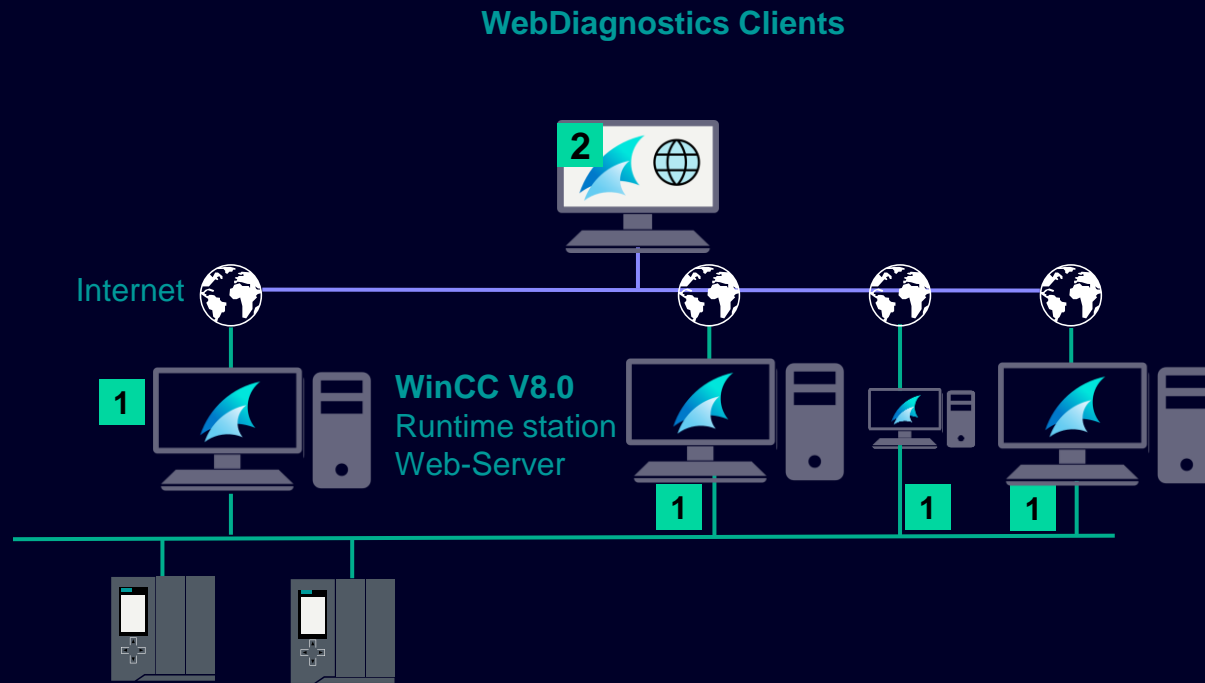 WebDiagnostics Clients
2
Internet
1
WinCC V8.0
Runtime station
Web-Server
1
1
1